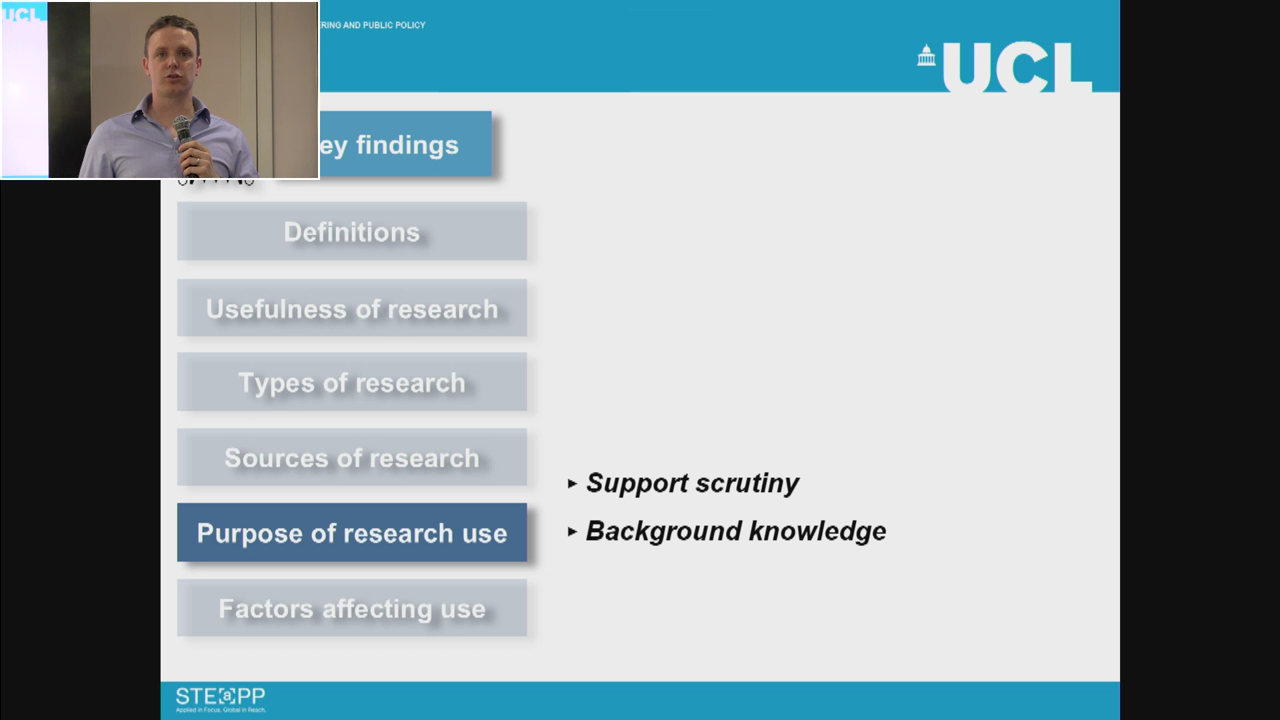 UCL
RING AND PUBLIC POLICY
UCL
ey findings
Definitions
Usefulness of research
Types of research
Sources of research
Purpose of research use
Factors affecting use
▸ Support scrutiny
▸ Background knowledge
STEaPP
Applied in Focus. Global in Reach.